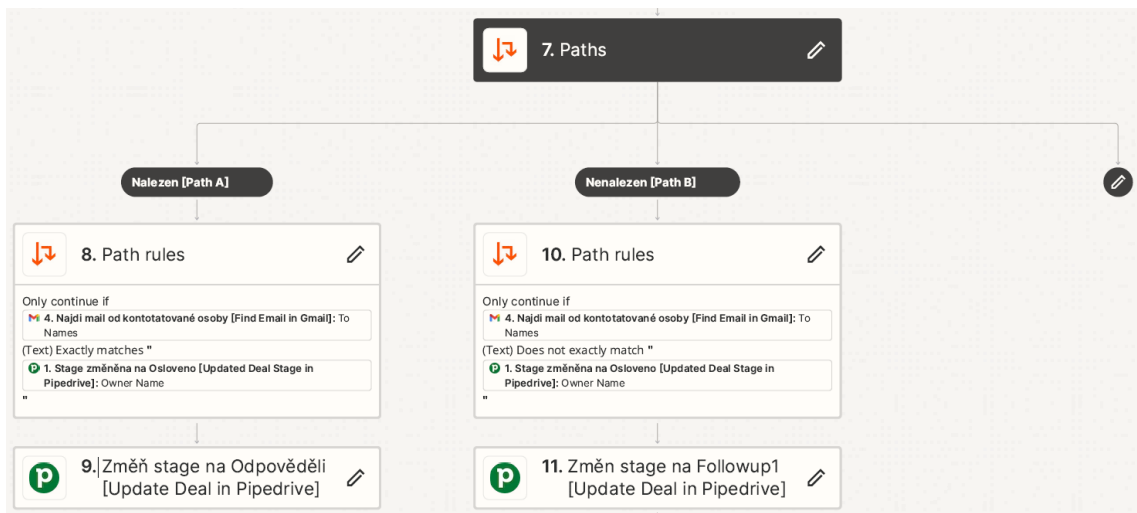 7. Paths
Nalezen [Path A]
Nenalezen [Path B]
8. Path rules
Only continue if
4. Najdi mail od kontotatované osoby [Find Email in Gmail]: To
Names
(Text) Exactly matches "
1. Stage změněna na Osloveno [Updated Deal Stage in
Pipedrive]: Owner Name
"
9. Změň stage na Odpověděli
[Update Deal in Pipedrive]
10. Path rules
Only continue if
4. Najdi mail od kontotatované osoby [Find Email in Gmail]: To
Names
(Text) Does not exactly match "
1. Stage změněna na Osloveno [Updated Deal Stage in
Pipedrive]: Owner Name
"
11. Změn stage na Followup1
[Update Deal in Pipedrive]